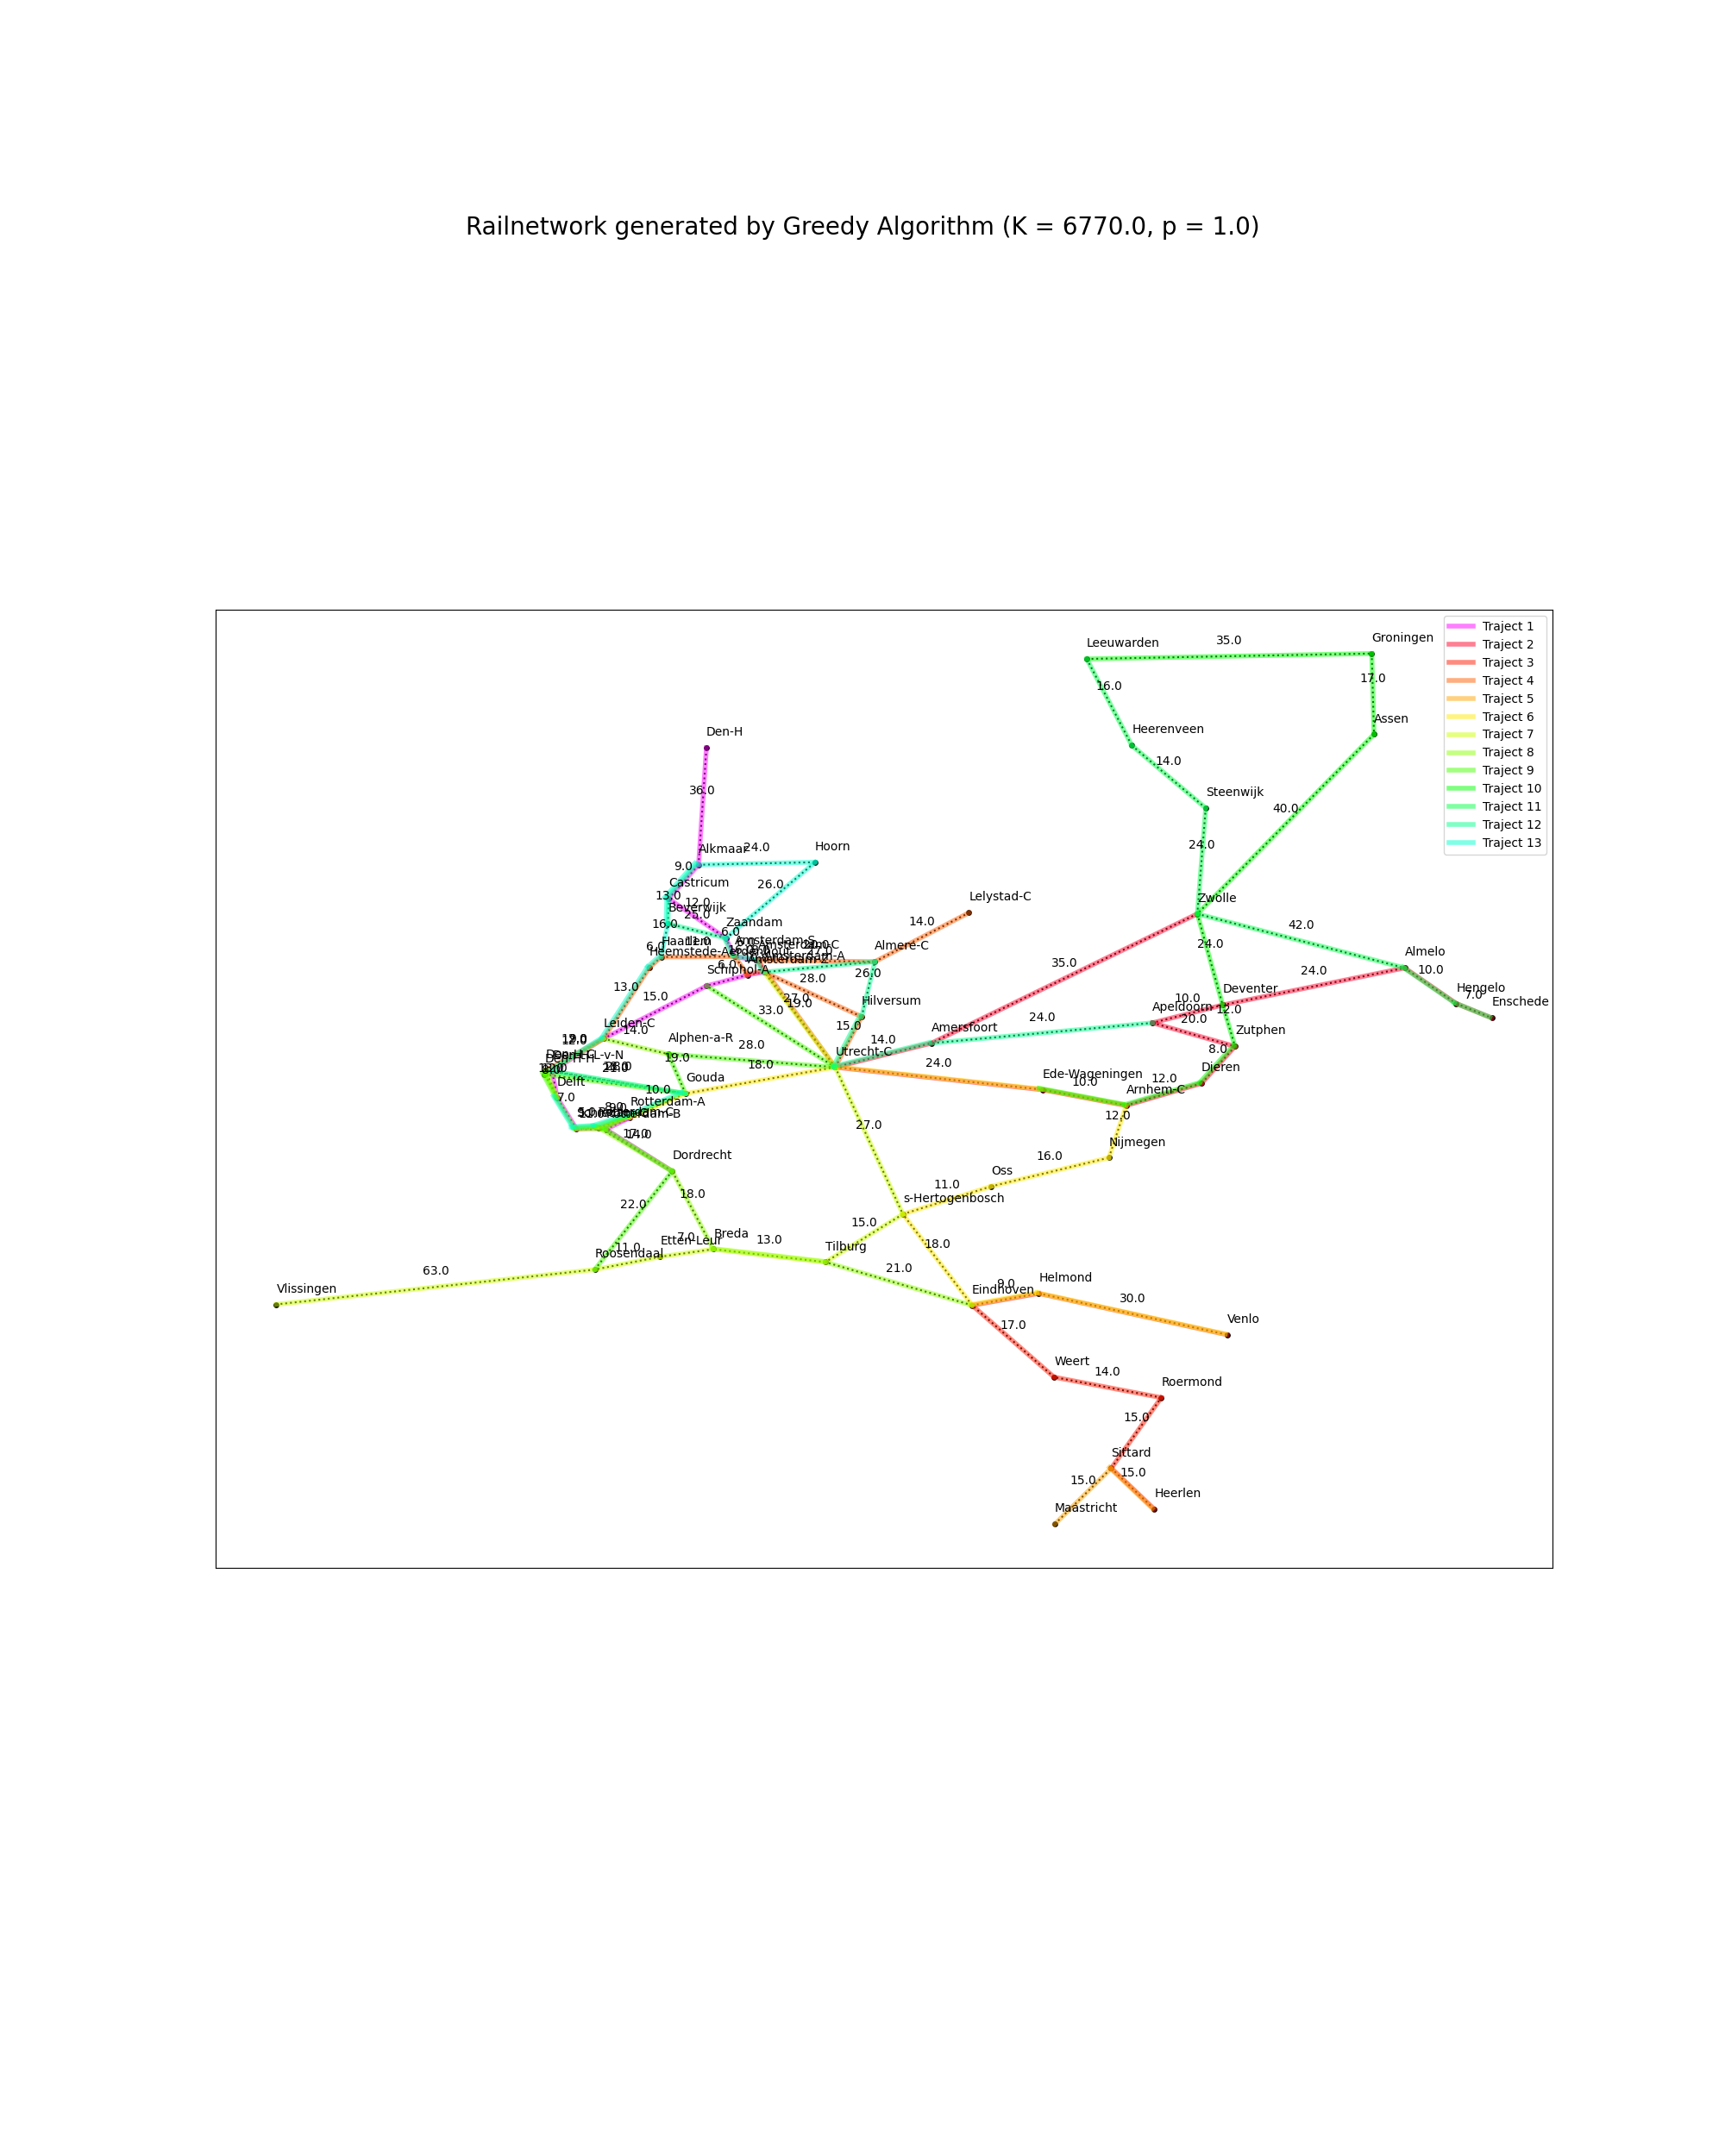 Railnetwork generated by Greedy Algorithm (K = 6770.0, p = 1.0)
Traject 1
Traject 2
Traject 3
Traject 4
Traject 5
Traject 6
Traject 7
Traject 8
Traject 9
Traject 10
Traject 11
Traject 12
Traject 13
Leeuwarden
35.0
Groningen
16.0
17.0
Heerenveen
Assen
Den-H
14.0
36.0
Steenwijk
40.0
Alkmaar
24.0
Hoorn
24.0
9.0
Castricum
26.0
13.0
12.0
Lelystad-C
Zwolle
Beverwijk
25.0
14.0
16.0
Zaandam
42.0
6.0
Haarlem
11.0
Amsterdam-S
Almere-C
24.0
6.0
Heemstede-Aerdenhout
Almelo
6.0
35.0
24.0
10.0
Schiphol-A
26.0
28.0
13.0
15.0
27.0
19.0
Hilversum
10.0
Deventer
Hengelo
7.0
Enschede
33.0
Apeldoorn
12.0
Leiden-C
14.0
15.0
Amersfoort
24.0
20.0
Zutphen
Alphen-a-R
28.0
14.0
Utrecht-C
8.0
19.0
18.0
24.0
Dieren
Delft
Gouda
Ede-Wageningen
10.0
12.0
7.0
10.0
Arnhem-C
Rotterdam-A
12.0
27.0
Dordrecht
Nijmegen
16.0
Oss
18.0
11.0
22.0
s-Hertogenbosch
15.0
Breda
7.0
13.0
Etten-Leur
11.0
Tilburg
18.0
Roosendaal
63.0
21.0
9.0
Helmond
Vlissingen
Eindhoven
30.0
17.0
Venlo
Weert
14.0
Roermond
15.0
Sittard
15.0
15.0
Heerlen
Maastricht